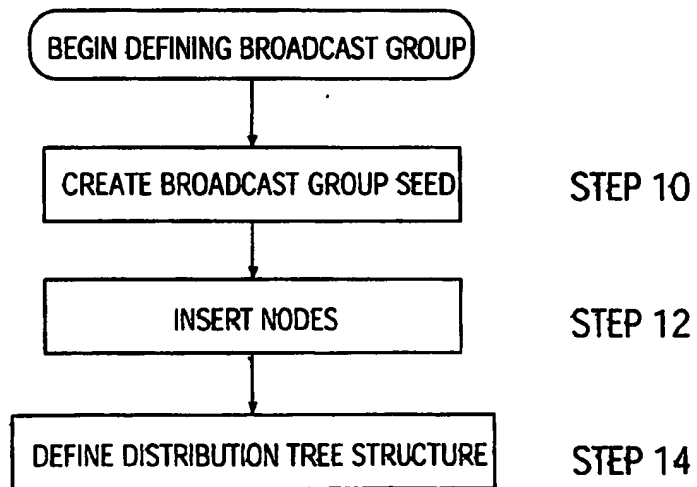 BEGIN DEFINING BROADCAST GROUP
CREATE BROADCAST GROUP SEED STEP 10
INSERT NODES STEP 12
DEFINE DISTRIBUTION TREE STRUCTURE STEP 14